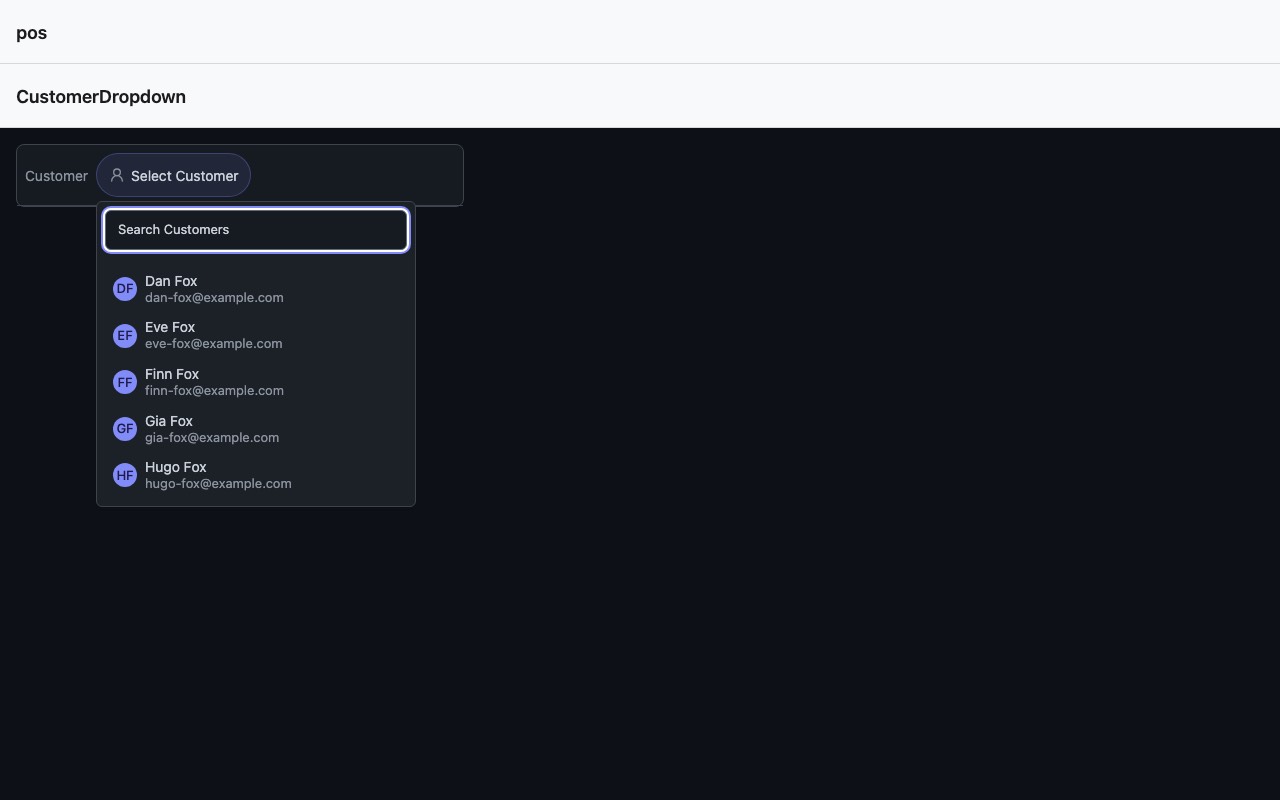 pos
CustomerDropdown
Customer
Select Customer
Search Customers
DF
Dan Fox
dan-fox@example.com
EF
Eve Fox
eve-fox@example.com
FF
Finn Fox
finn-fox@example.com
GF
Gia Fox
gia-fox@example.com
HF
Hugo Fox
hugo-fox@example.com